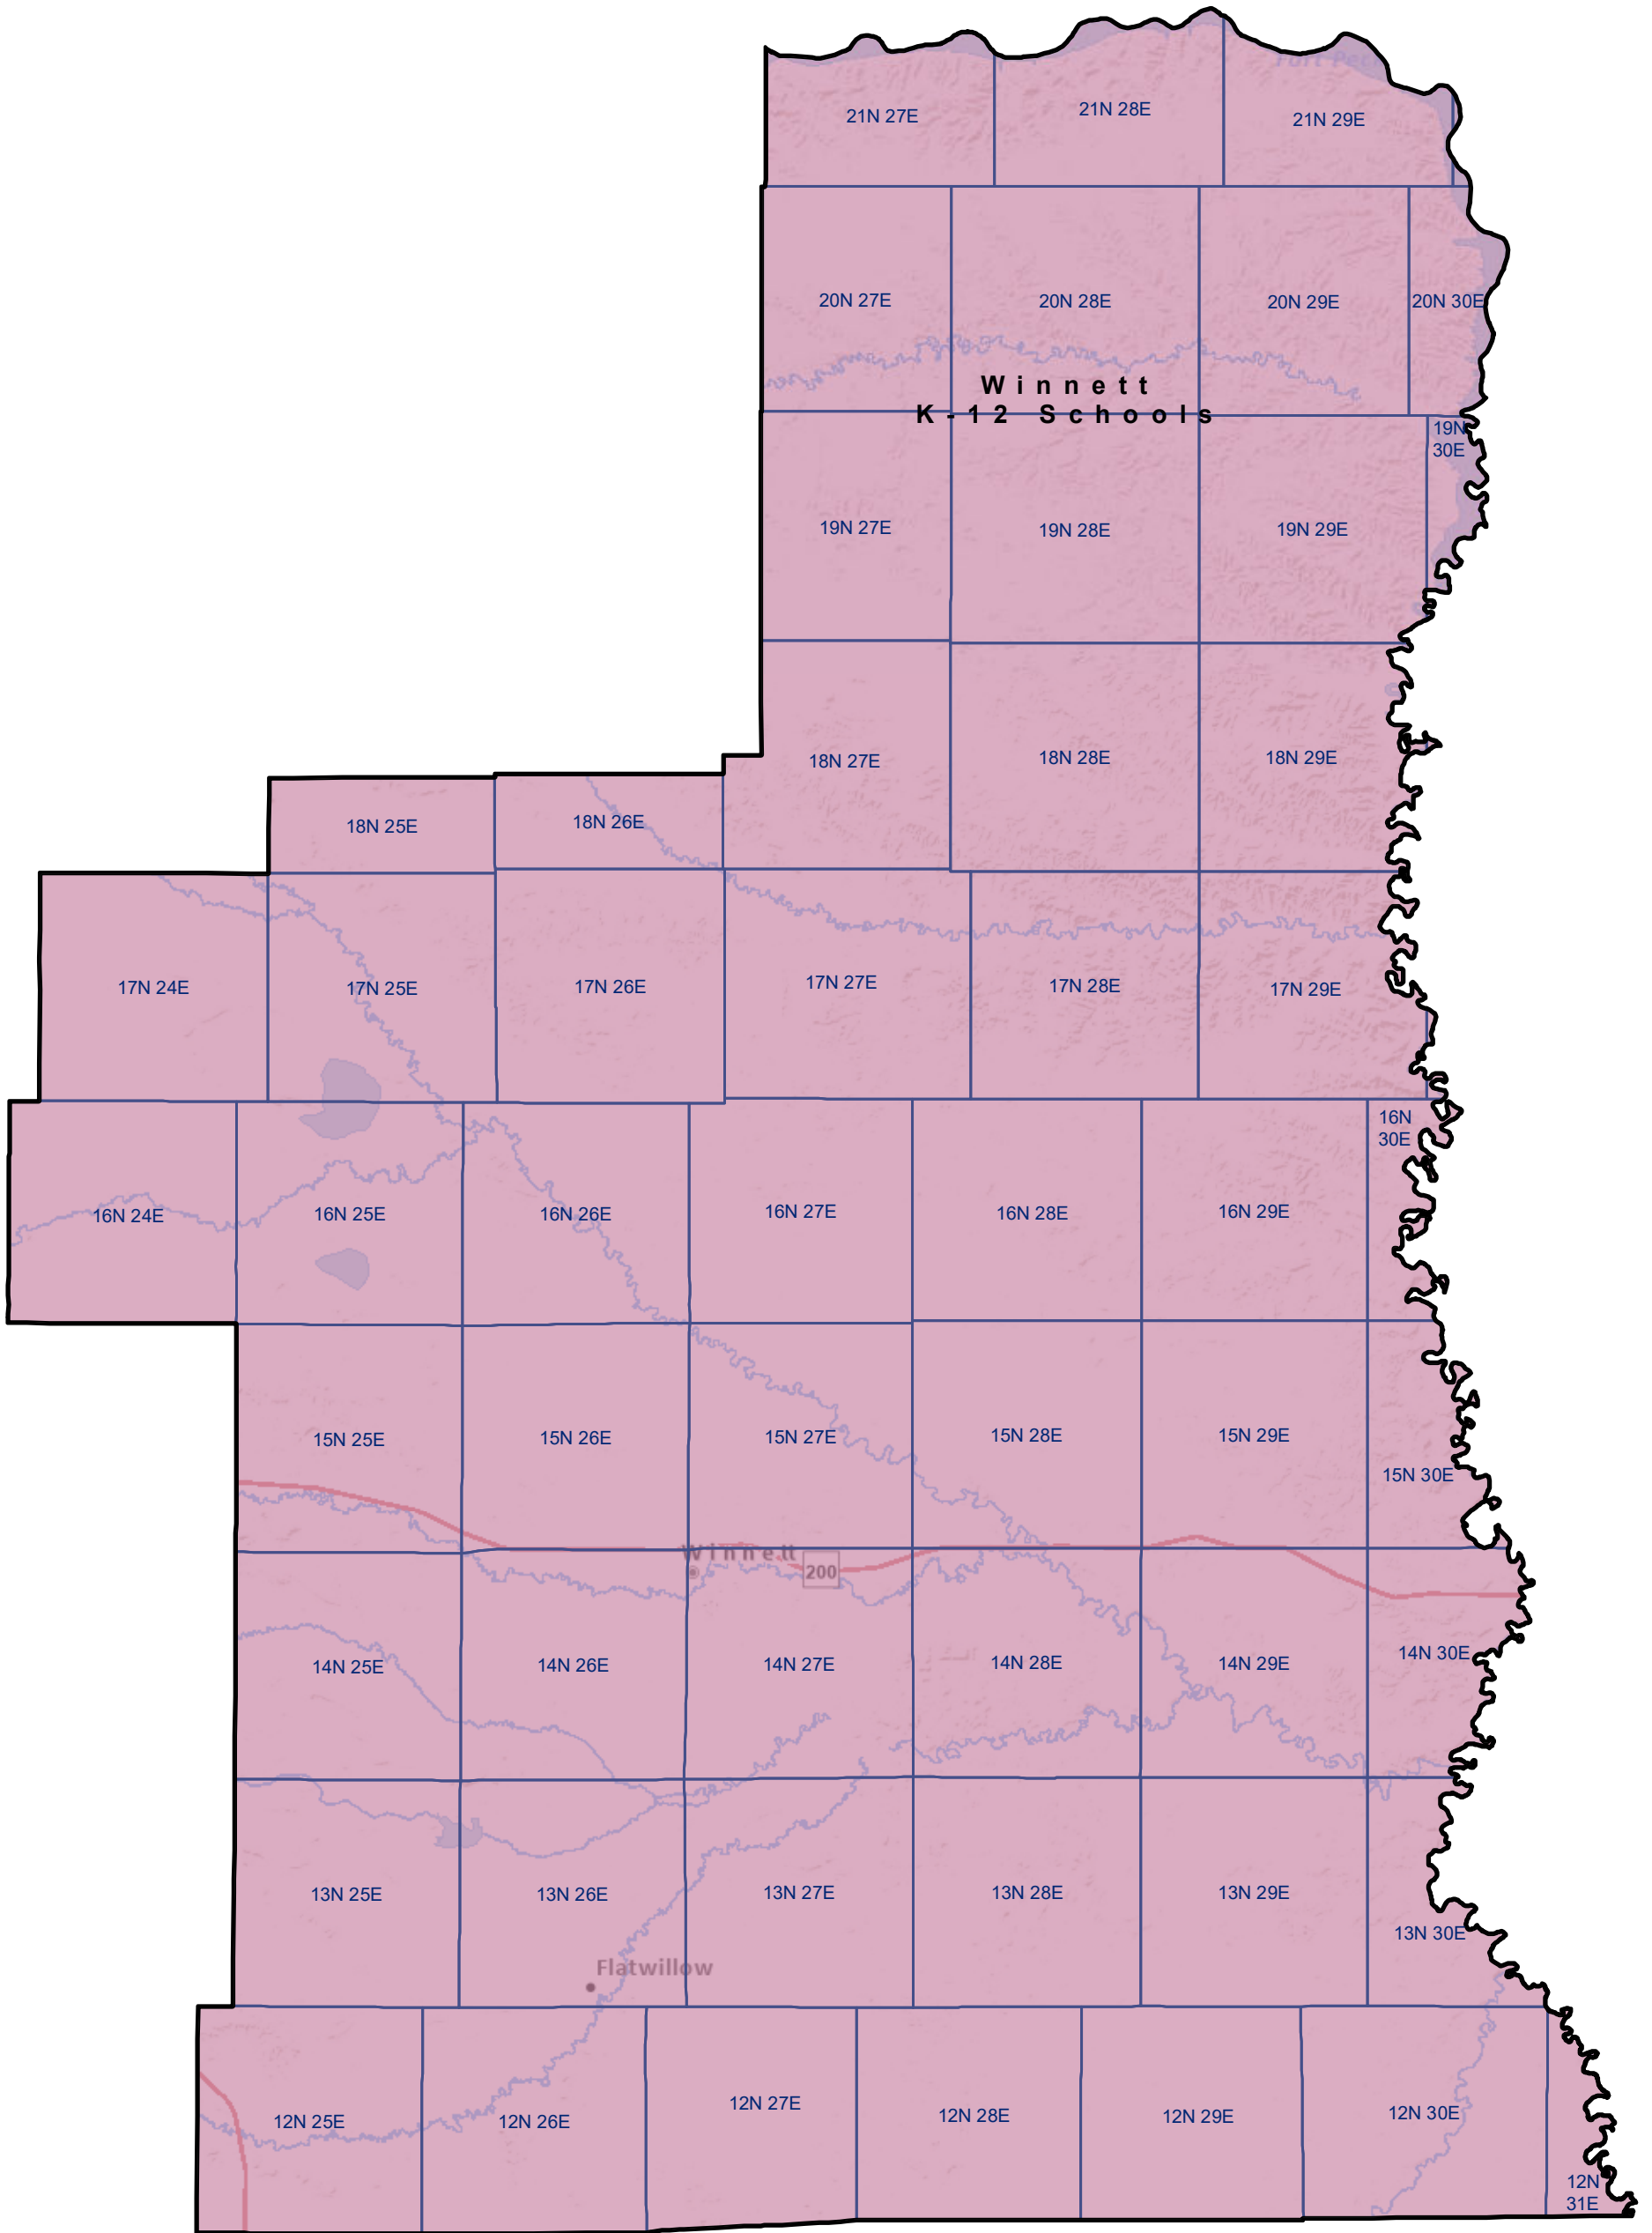 Fort Pec
21N 27E
21N 28E
21N 29E
20N 27E
20N 28E
20N 29E
20N 30E
Winnett
K-12 Schools
19N
30E
19N 27E
19N 28E
19N 29E
18N 27E
18N 28E
18N 29E
18N 25E
18N 26E
17N 24E
17N 25E
17N 26E
17N 27E
17N 28E
17N 29E
16N
30E
16N 24E
16N 25E
16N 26E
16N 27E
16N 28E
16N 29E
15N 25E
15N 26E
15N 27E
15N 28E
15N 29E
15N 30E
Winnett
200
14N 25E
14N 26E
14N 27E
14N 28E
14N 29E
14N 30E
13N 25E
13N 26E
13N 27E
13N 28E
13N 29E
13N 30E
Flatwillow
12N 25E
12N 26E
12N 27E
12N 28E
12N 29E
12N 30E
12N
31E